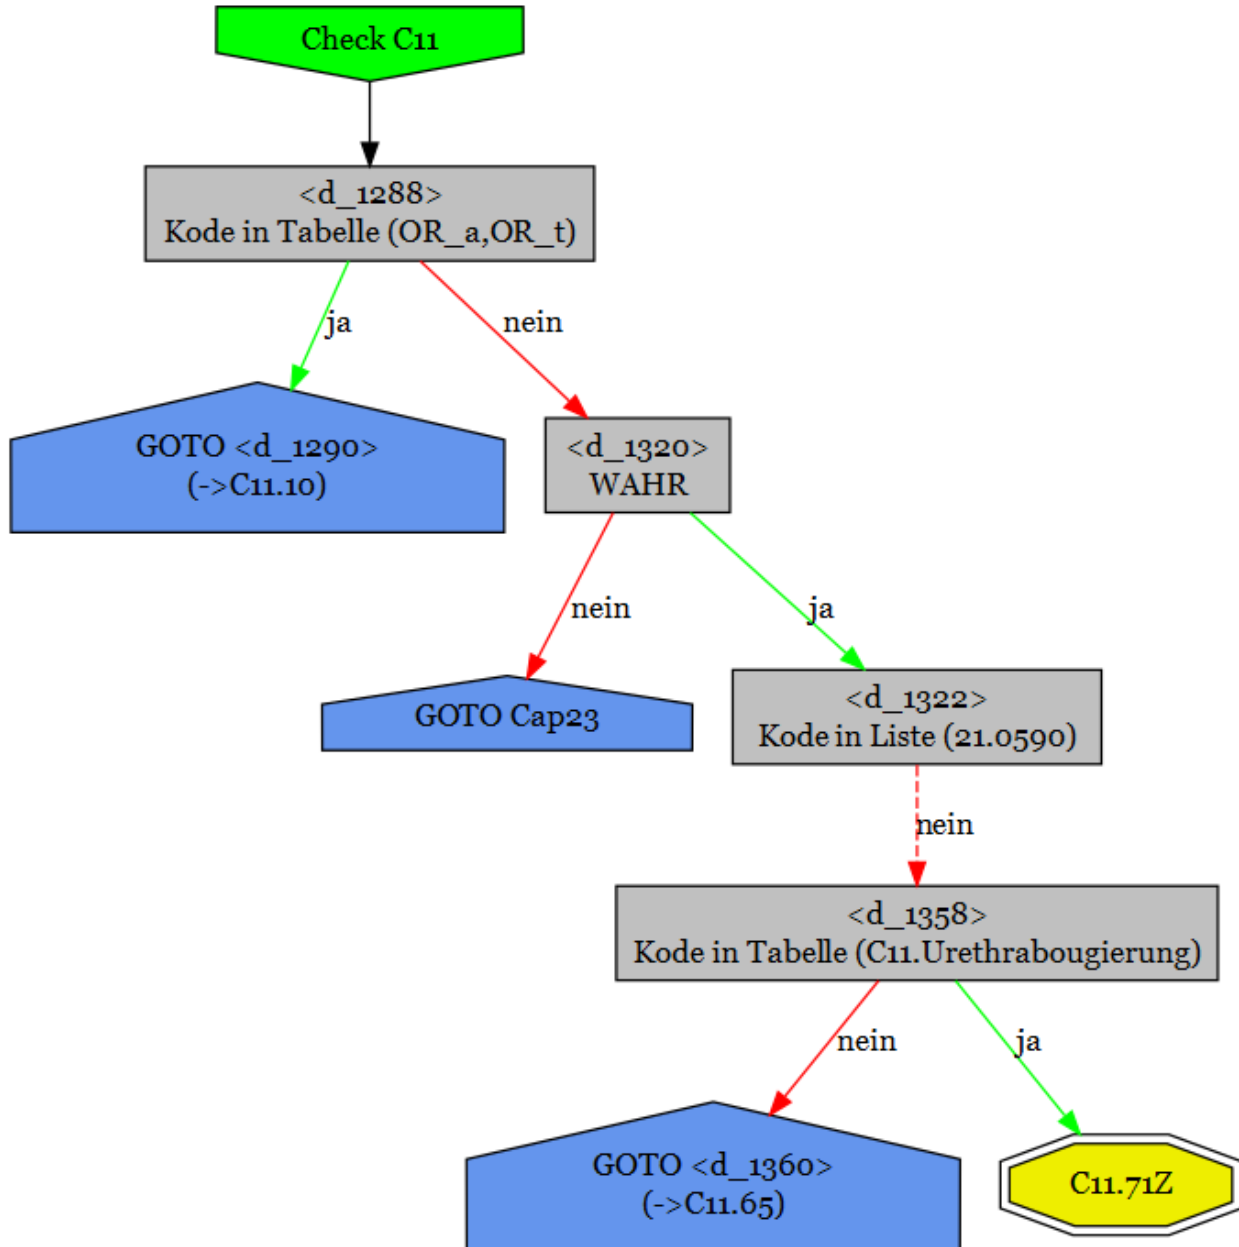 Check C11
<d_1288>
Kode in Tabelle (OR_a,OR_t)
ja
nein
GOTO <d_1290>
(->C11.10)
<d_1320>
WAHR
nein
ja
GOTO Cap23
<d_1322>
Kode in Liste (21.0590)
nein
<d_1358>
Kode in Tabelle (C11.Urethrabougierung)
nein
ja
GOTO <d_1360>
(->C11.65)
C11.71Z